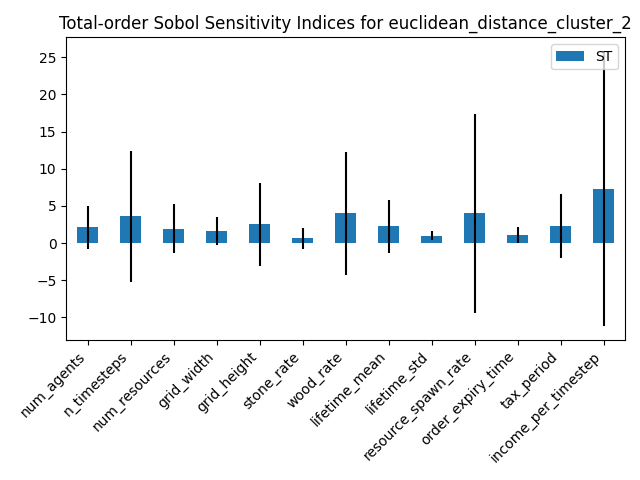 Total-order Sobol Sensitivity Indices for euclidean_distance_cluster_2
ST
25
20
15
10
5
0
−5
−10
num_agents
n_timesteps
num_resources
grid_width
grid_height
stone_rate
wood_rate
lifetime_mean
lifetime_std
resource_spawn_rate
order_expiry_time
tax_period
income_per_timestep